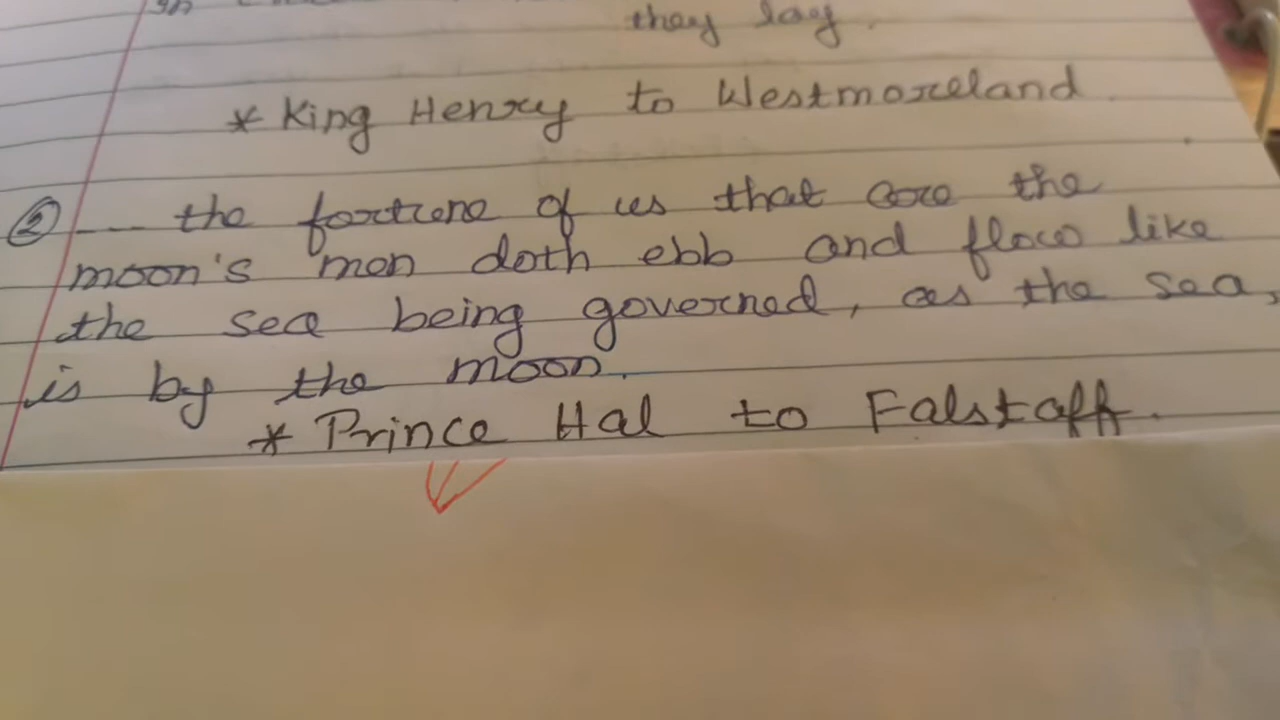 they lay.
* King Henry to Westmoreland.
② ---- the fortune of us that are the
moon's men doth ebb and flow like
the sea being governed, as the sea,
is by the moon.
* Prince Hal to Falstaff.